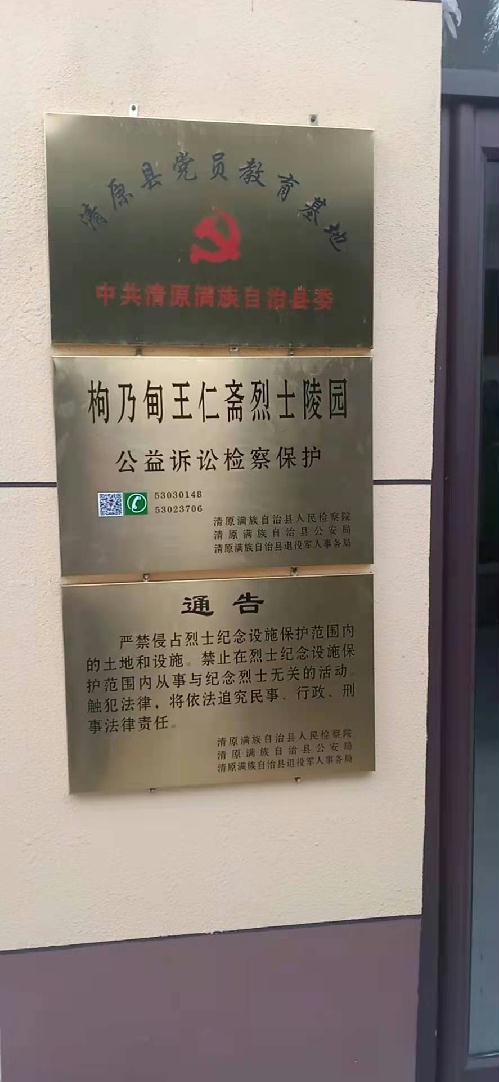 清原县党员教育基地
中共清原满族自治县委
枸乃甸王仁斋烈士陵园
公益诉讼检察保护
53030148
53023706
清原满族自治县人民检察院
清原满族自治县公安局
清原满族自治县退役军人事务局
通告
严禁侵占烈士纪念设施保护范围内
的土地和设施。禁止在烈士纪念设施保
护范围内从事与纪念烈士无关的活动。
触犯法律，将依法追究民事、行政、刑
事法律责任。
清原满族自治县人民检察院
清原满族自治县公安局
清原满族自治县退役军人事务局